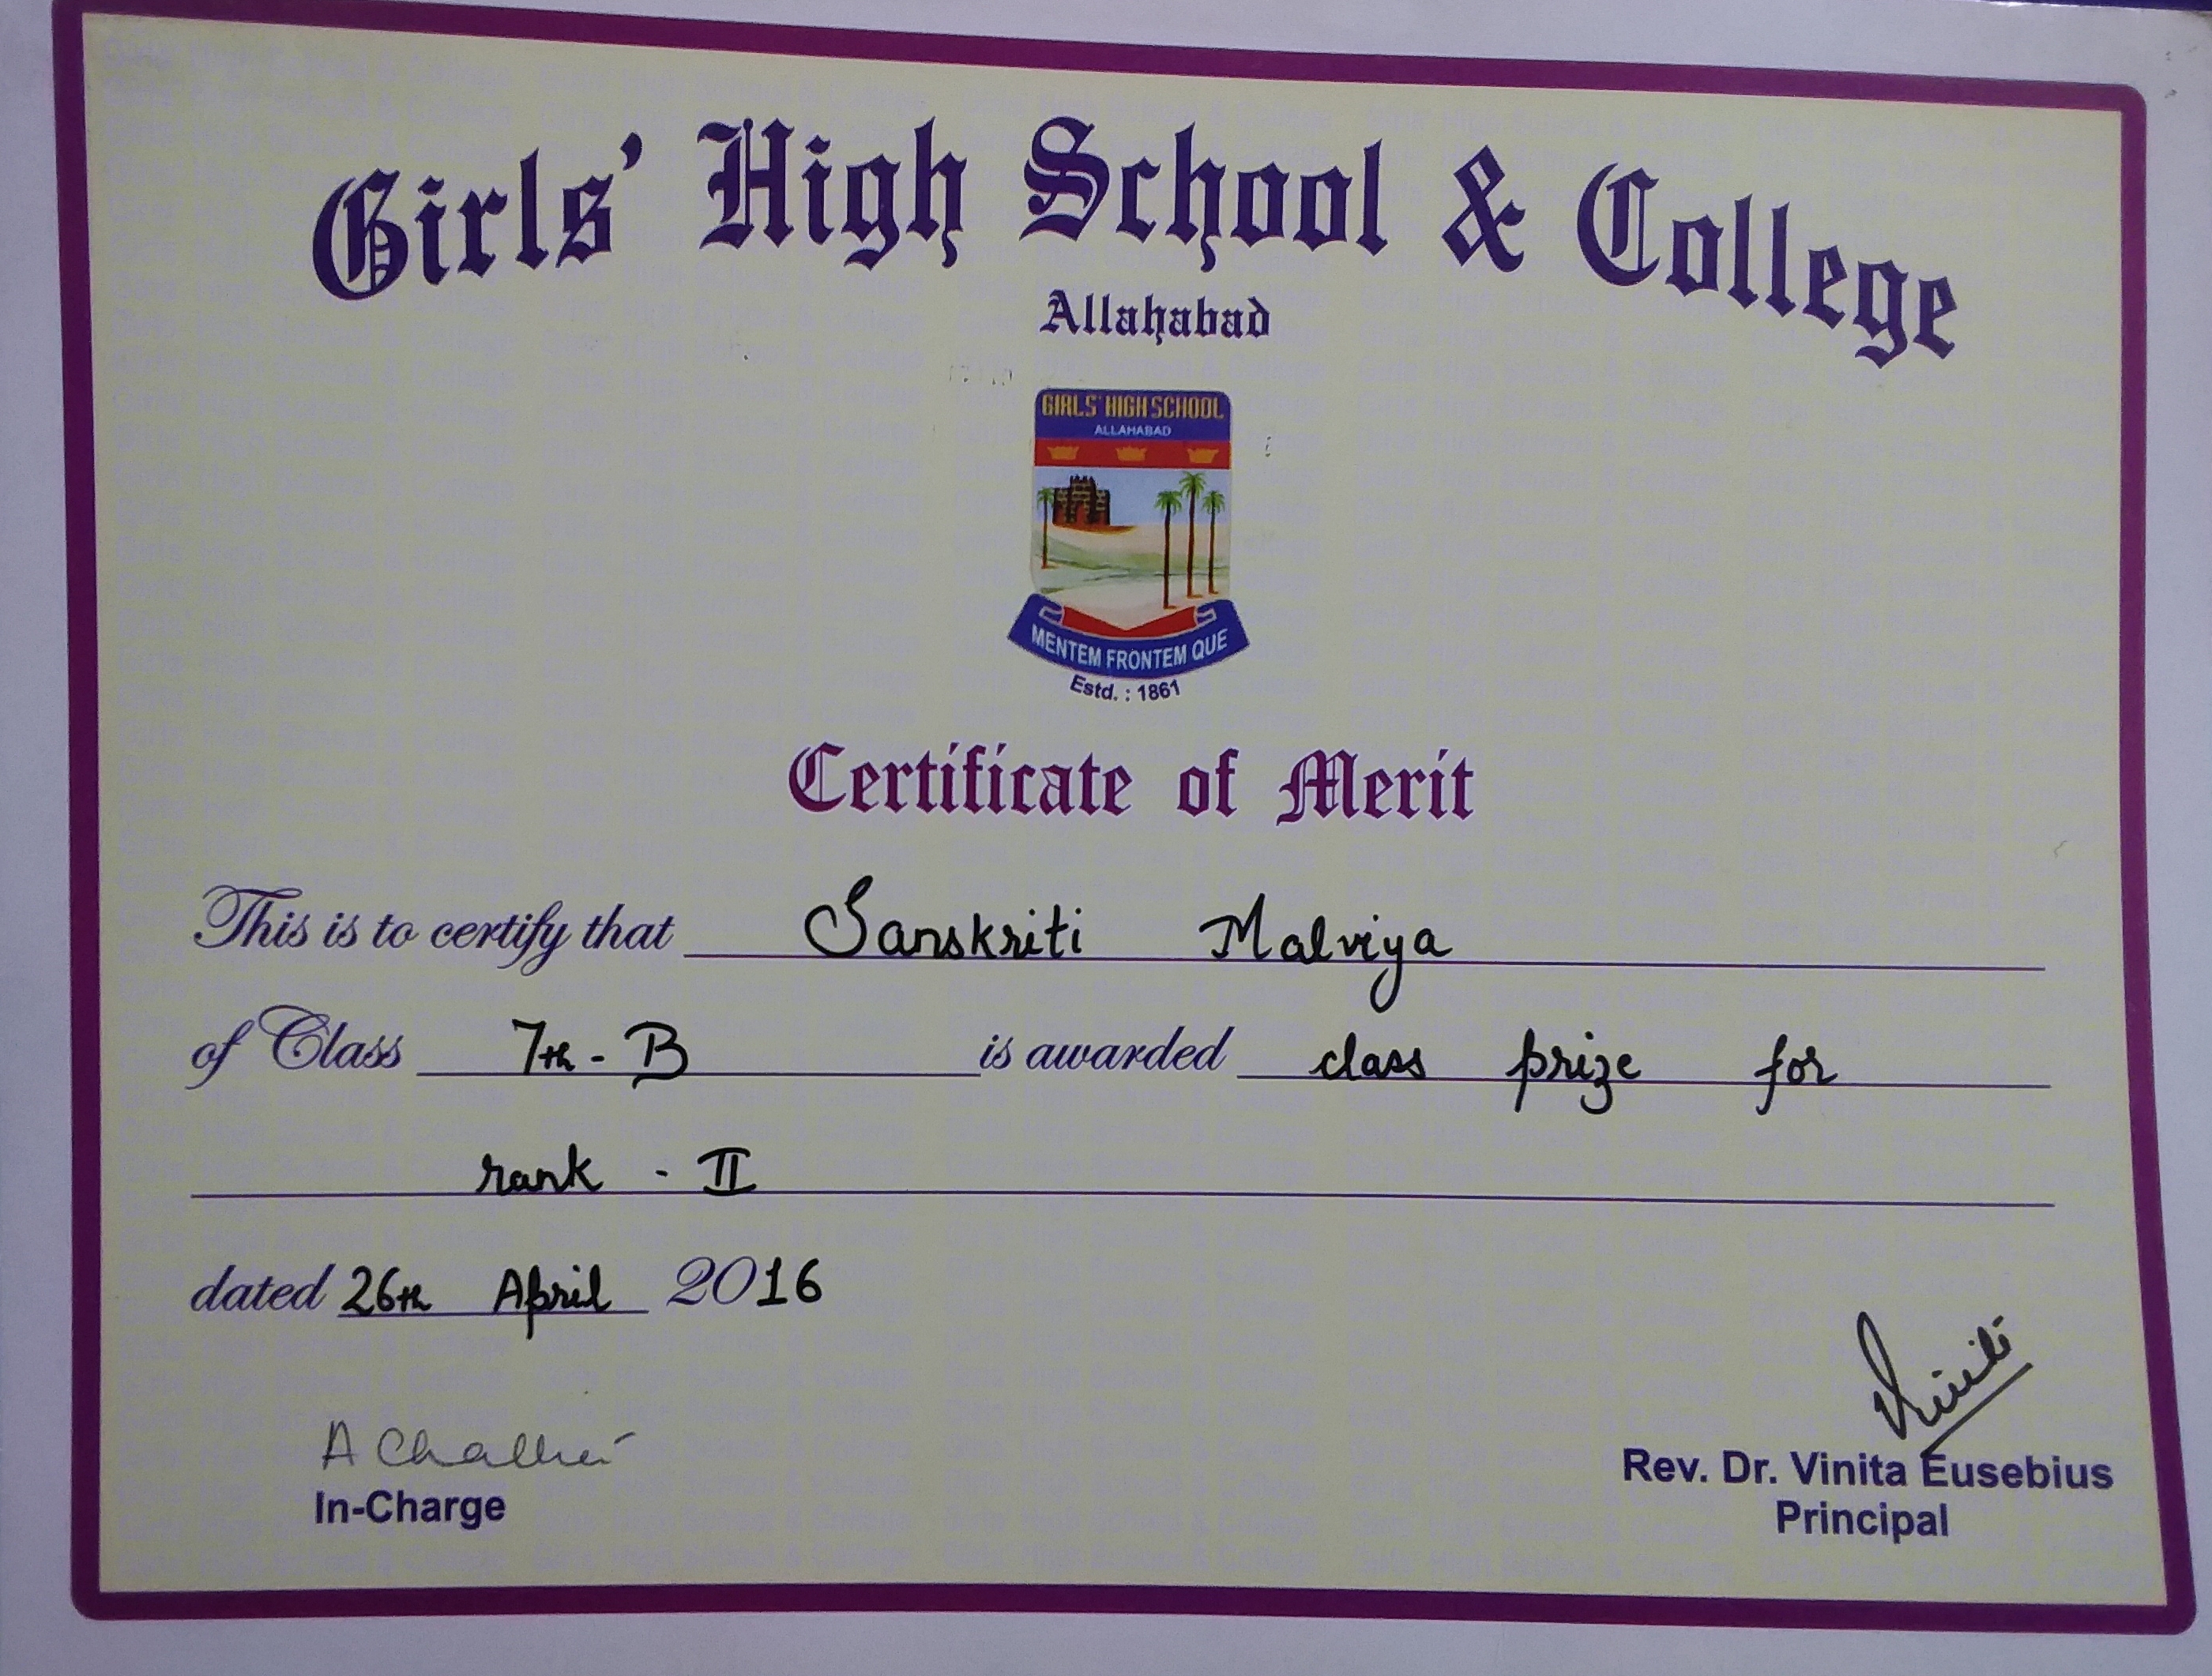 Girls' High School & College
Allahabad
GIRLS' HIGH SCHOOL
ALLAHABAD
MENTEM FRONTEM QUE
Estd. : 1861
Certificate of Merit
This is to certify that Sanskriti Malviya
of Class 7th - B is awarded class prize for
rank - II
dated 26th April 2016
In-Charge
Rev. Dr. Vinita Eusebius
Principal